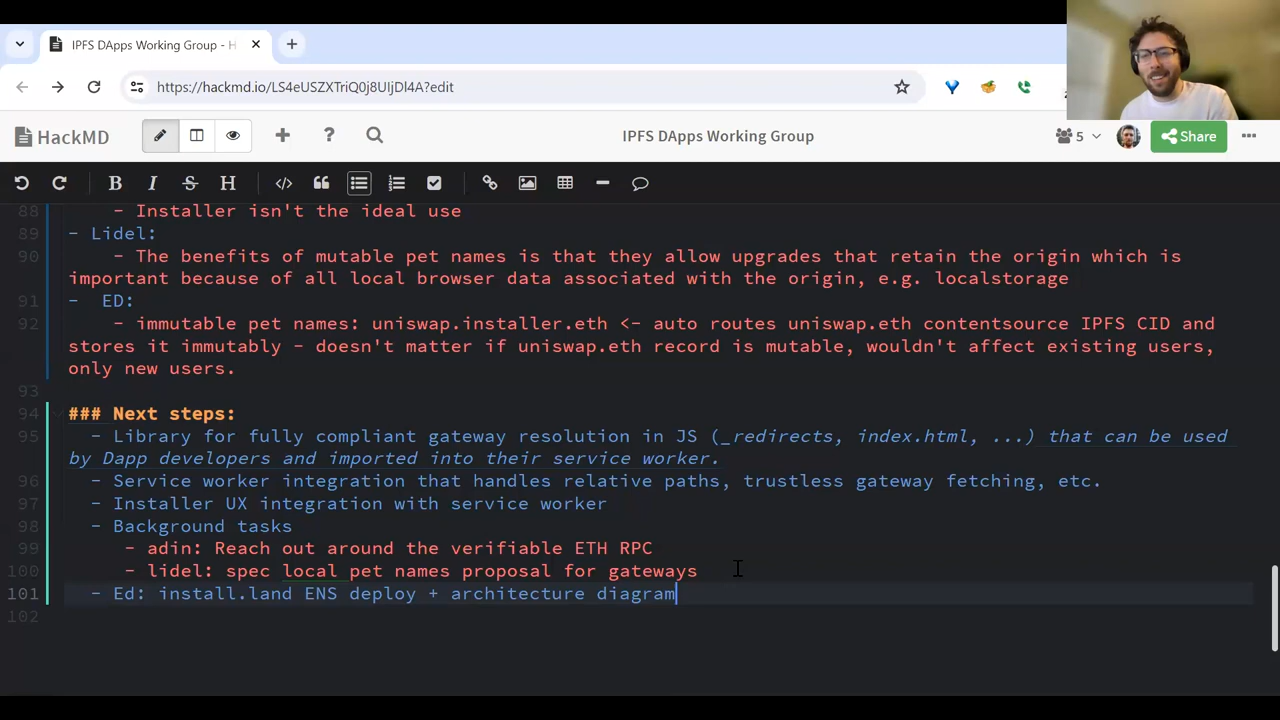 IPFS DApps Working Group - H
https://hackmd.io/LS4eUSZXTriQ0j8UIjDl4A?edit
HackMD
IPFS DApps Working Group
5
Share
88 - Installer isn't the ideal use
89 - Lidel:
90 - The benefits of mutable pet names is that they allow upgrades that retain the origin which is
important because of all local browser data associated with the origin, e.g. localstorage
91 - ED:
92 - immutable pet names: uniswap.installer.eth <- auto routes uniswap.eth contentsource IPFS CID and
stores it immutably - doesn't matter if uniswap.eth record is mutable, wouldn't affect existing users,
only new users.
93
94 ### Next steps:
95 - Library for fully compliant gateway resolution in JS (_redirects, index.html, ...) that can be used
by Dapp developers and imported into their service worker.
96 - Service worker integration that handles relative paths, trustless gateway fetching, etc.
97 - Installer UX integration with service worker
98 - Background tasks
99 - adin: Reach out around the verifiable ETH RPC
100 - lidel: spec local pet names proposal for gateways
101 - Ed: install.land ENS deploy + architecture diagram
102